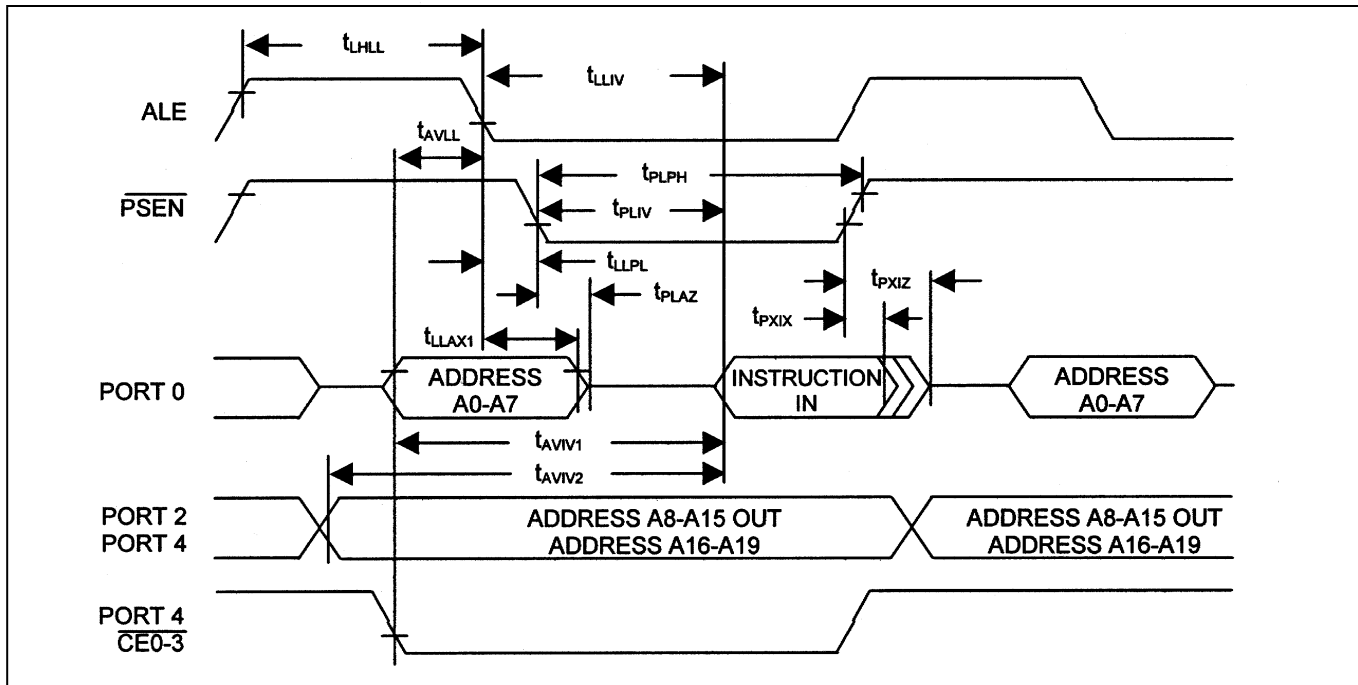 tLHLL
tLLIV
ALE
tAVLL
tPLPH
PSEN
tPLIV
tLLPL
tPLAZ
tPXIZ
tPXIX
tLLAX1
PORT 0
ADDRESS
A0-A7
INSTRUCTION
IN
ADDRESS
A0-A7
tAVIV1
tAVIV2
PORT 2
PORT 4
ADDRESS A8-A15 OUT
ADDRESS A16-A19
ADDRESS A8-A15 OUT
ADDRESS A16-A19
PORT 4
CE0-3